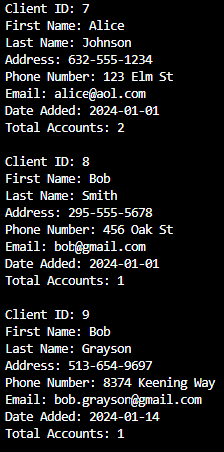 Client ID: 7
First Name: Alice
Last Name: Johnson
Address: 632-555-1234
Phone Number: 123 Elm St
Email: alice@aol.com
Date Added: 2024-01-01
Total Accounts: 2

Client ID: 8
First Name: Bob
Last Name: Smith
Address: 295-555-5678
Phone Number: 456 Oak St
Email: bob@gmail.com
Date Added: 2024-01-01
Total Accounts: 1

Client ID: 9
First Name: Bob
Last Name: Grayson
Address: 513-654-9697
Phone Number: 8374 Keening Way
Email: bob.grayson@gmail.com
Date Added: 2024-01-14
Total Accounts: 1